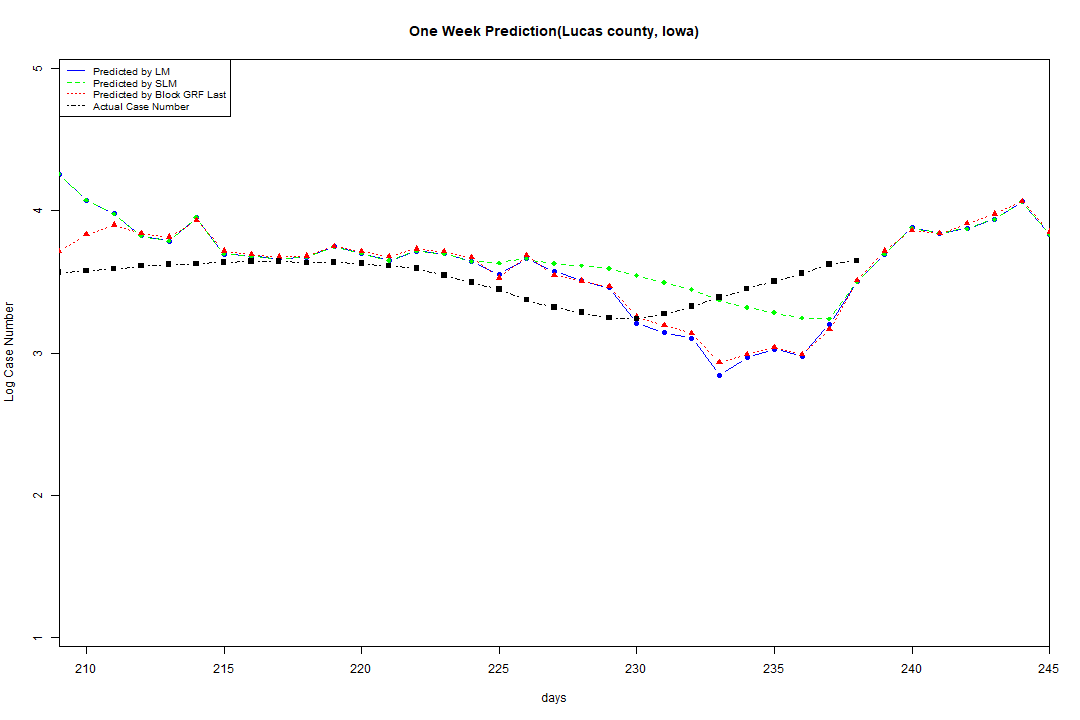 One Week Prediction(Lucas county, Iowa)
Predicted by LM
Predicted by SLM
Predicted by Block GRF Last
Actual Case Number
5
4
3
2
1
Log Case Number
210 215 220 225 230 235 240 245
days